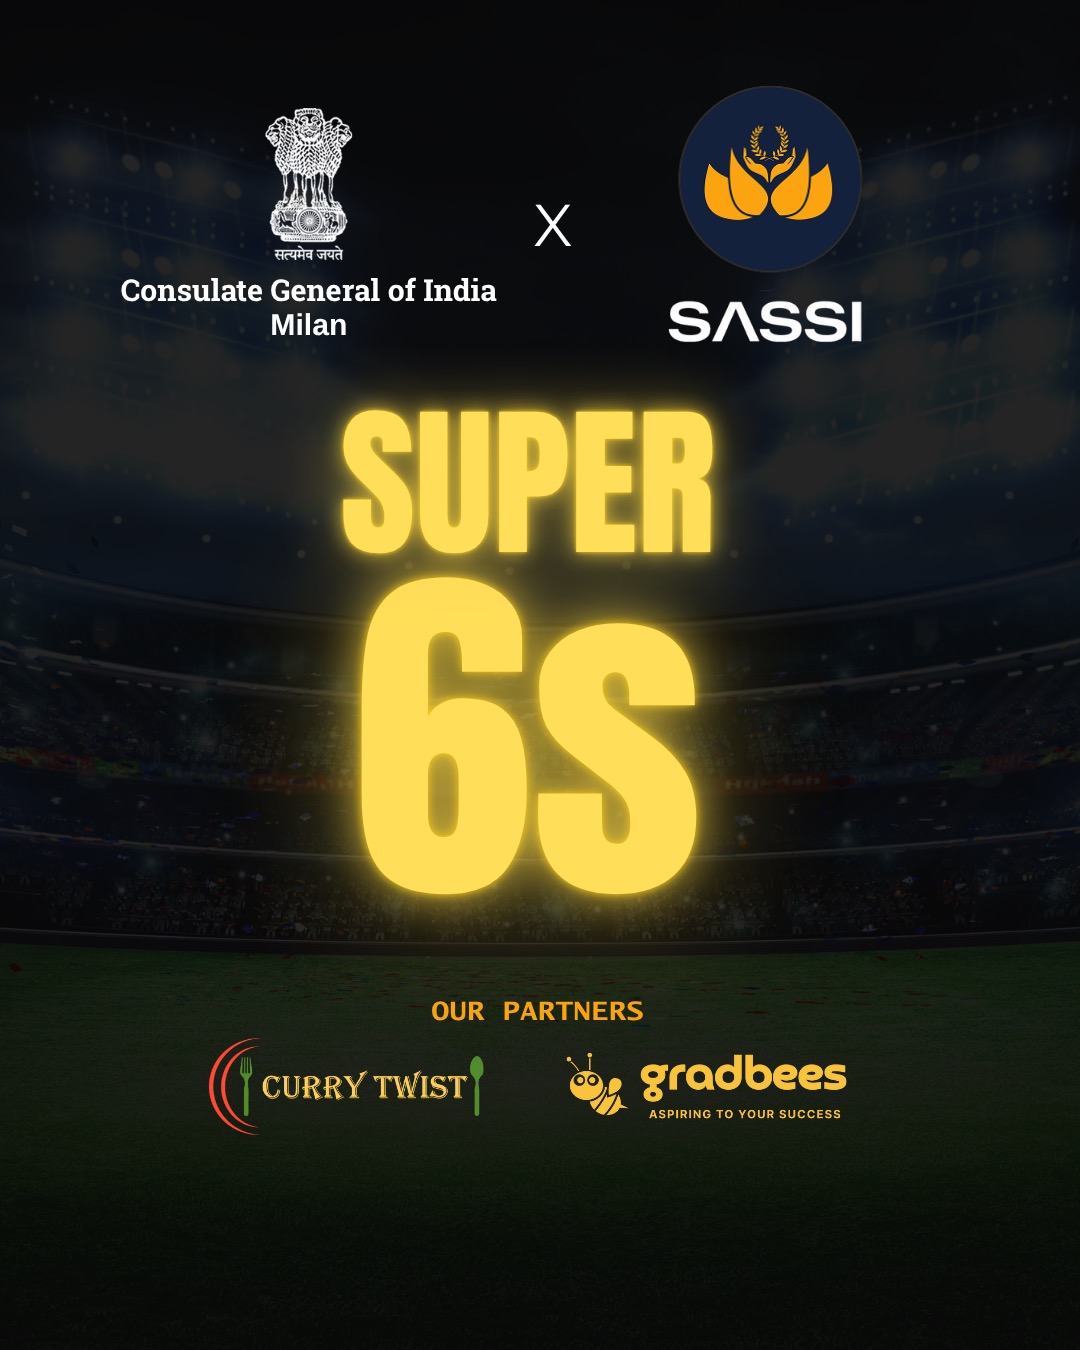 सत्यमेव जयते
Consulate General of India
Milan
X
SASSI
SUPER
6s
OUR PARTNERS
CURRY TWIST
gradbees
ASPIRING TO YOUR SUCCESS